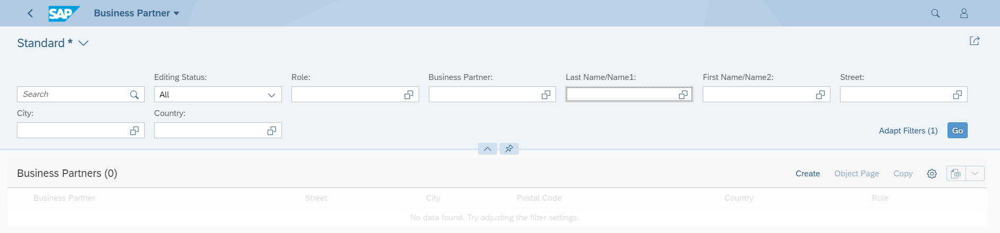 SAP Business Partner
Standard *
Editing Status: Role: Business Partner: Last Name/Name1: First Name/Name2: Street:
Search All
City: Country:
Adapt Filters (1) Go
Business Partners (0) Create Object Page Copy
Business Partner Street City Postal Code Country Role
No data found. Try adjusting the filter settings.